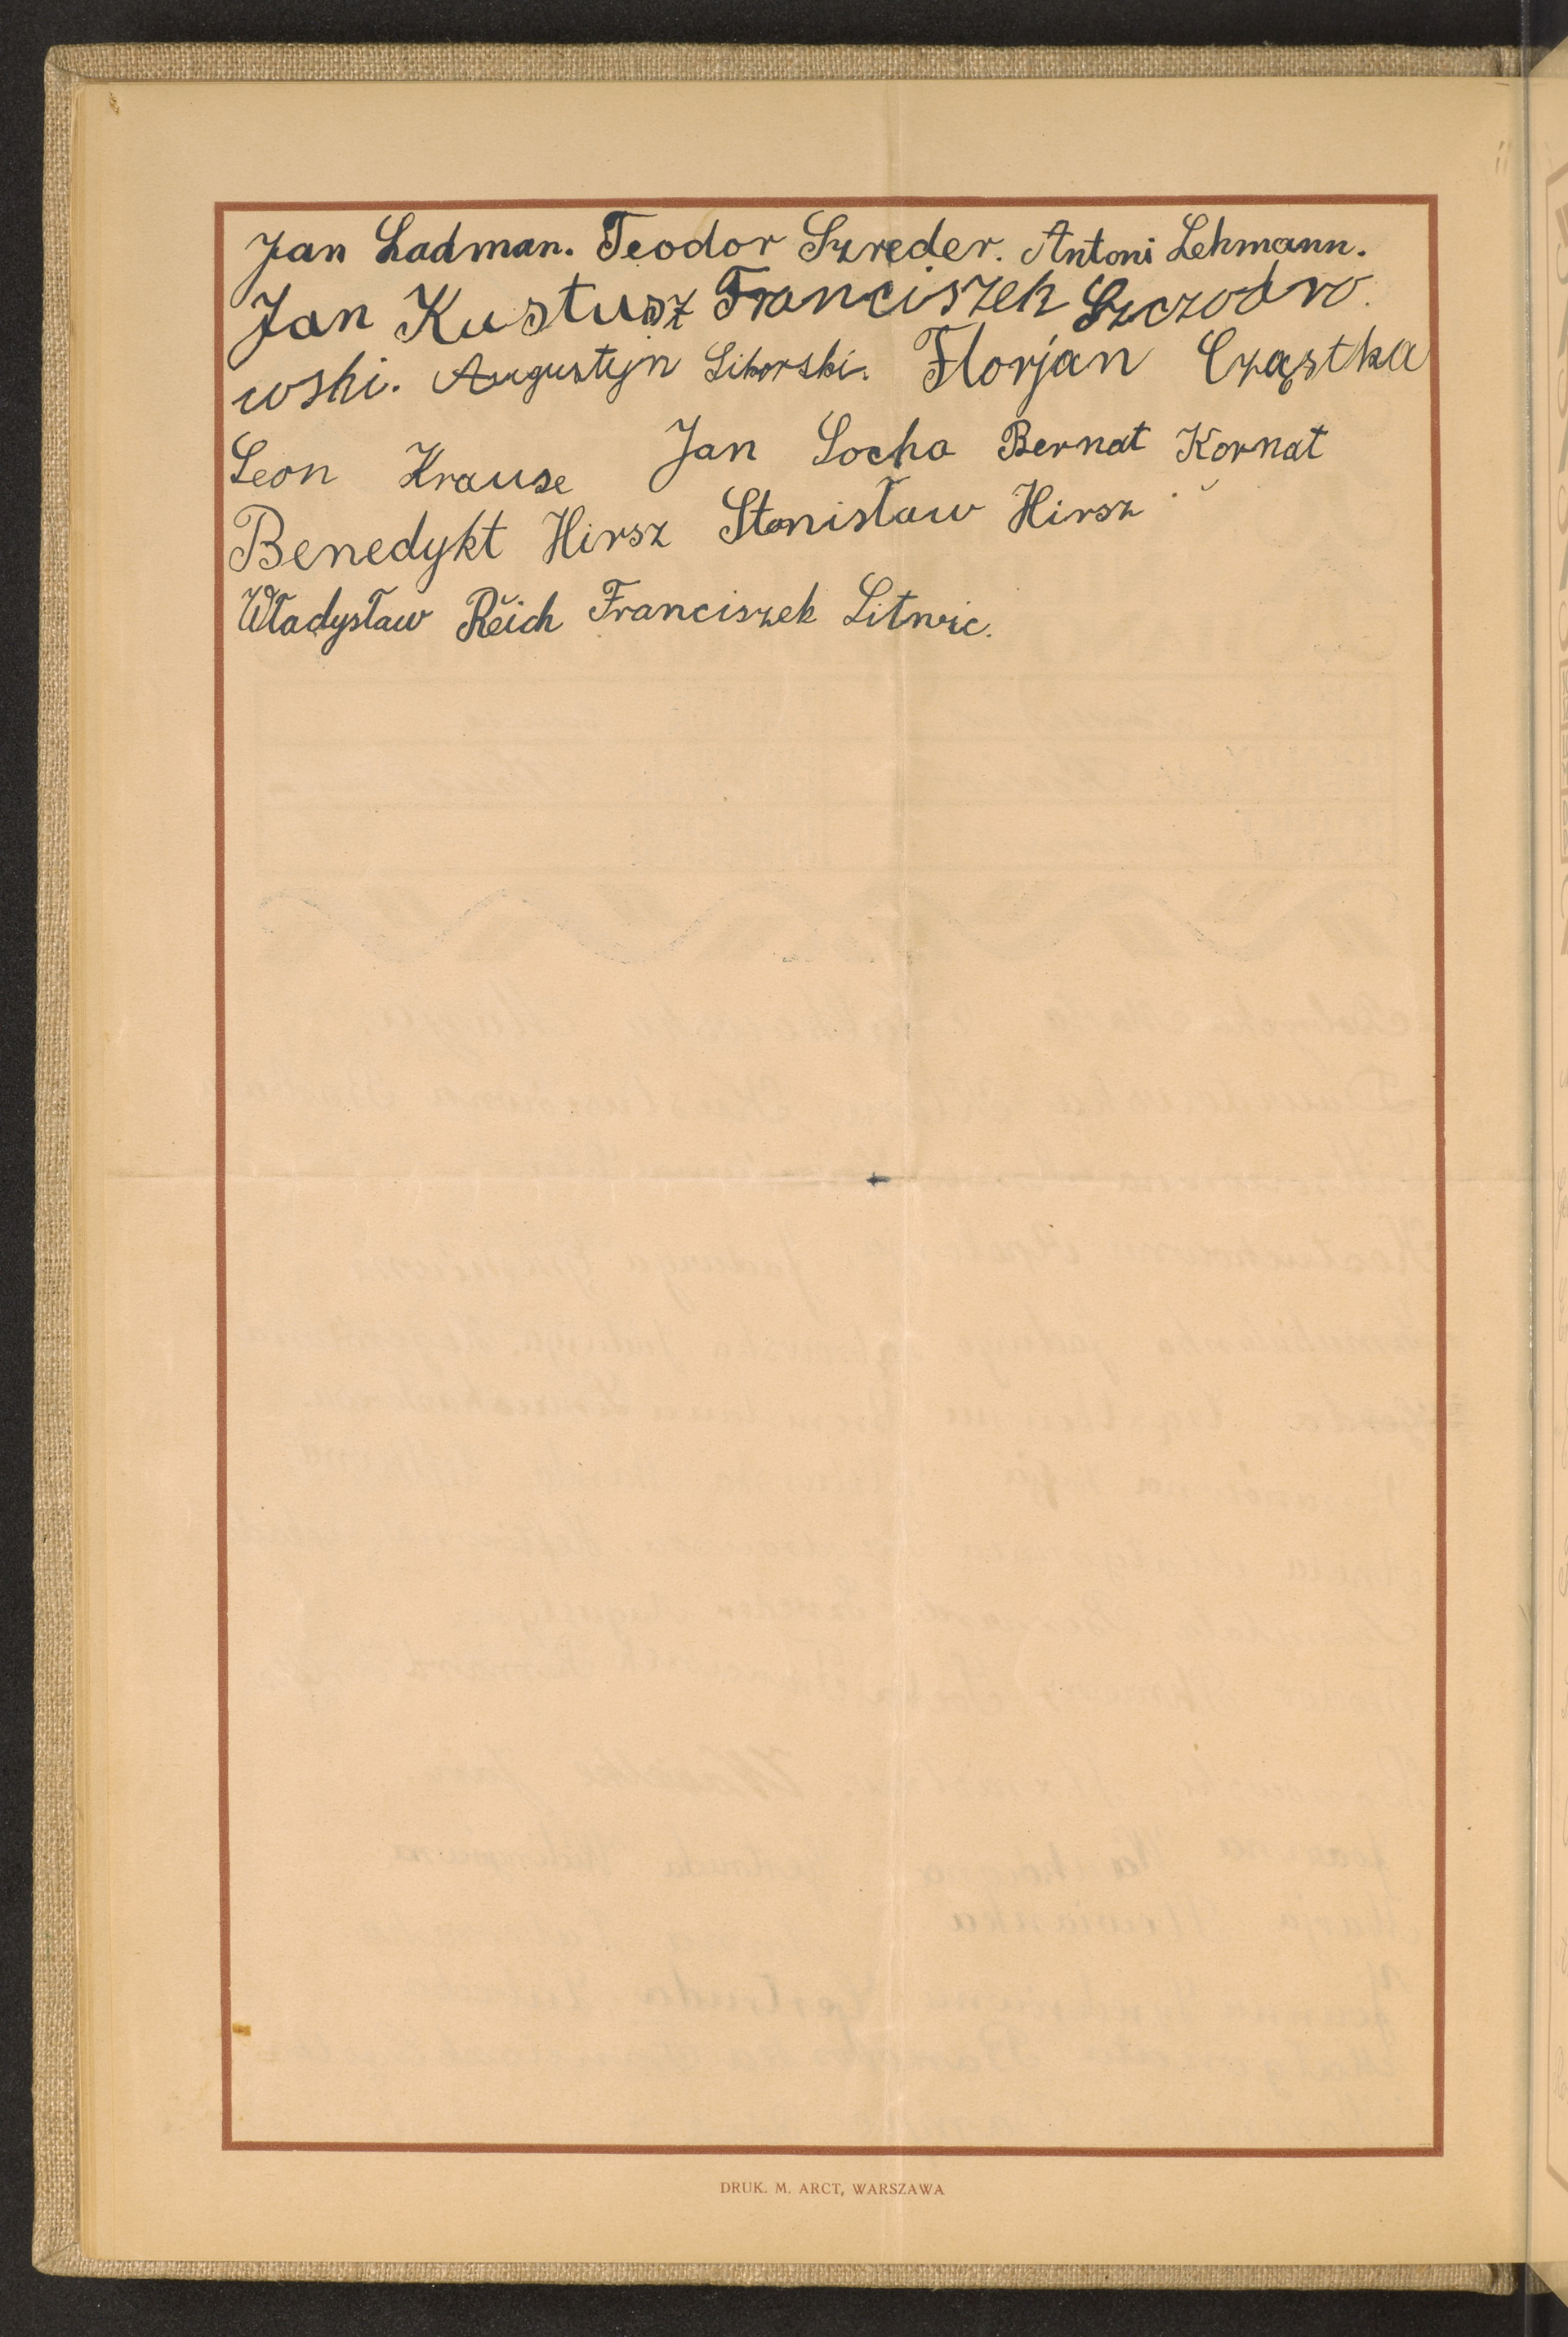 Jan Ladman. Teodor Szreder. Antoni Lehmann.
Jan Kustusz Franciszek Szczodro
wski. Augustyn Liborski. Florjan Cząstka
Leon Krause Jan Socha Bernat Kornat
Benedykt Hirsz Stanisław Hirsz
Władysław Reich Franciszek Litwic.
DRUK. M. ARCT, WARSZAWA